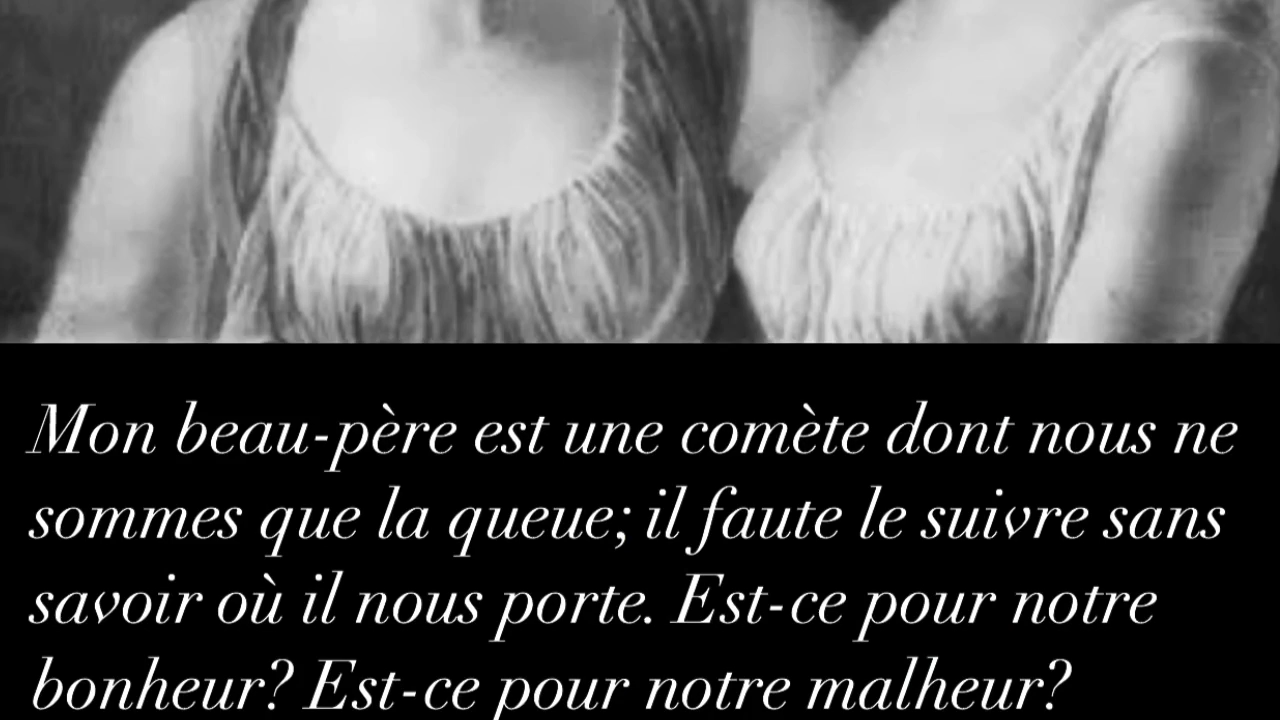 Mon beau-père est une comète dont nous ne
sommes que la queue; il faute le suivre sans
savoir où il nous porte. Est-ce pour notre
bonheur? Est-ce pour notre malheur?